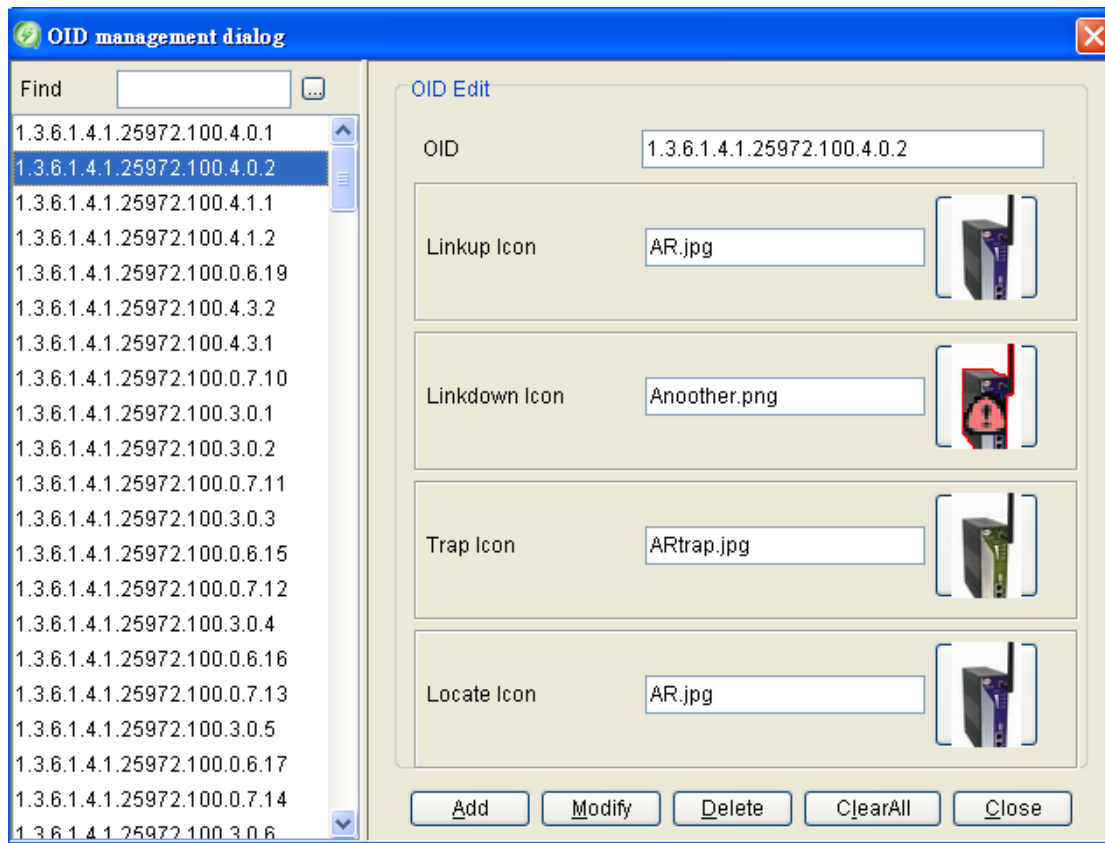 OID management dialog
Find
...
1.3.6.1.4.1.25972.100.4.0.1
1.3.6.1.4.1.25972.100.4.0.2
1.3.6.1.4.1.25972.100.4.1.1
1.3.6.1.4.1.25972.100.4.1.2
1.3.6.1.4.1.25972.100.0.6.19
1.3.6.1.4.1.25972.100.4.3.2
1.3.6.1.4.1.25972.100.4.3.1
1.3.6.1.4.1.25972.100.0.7.10
1.3.6.1.4.1.25972.100.3.0.1
1.3.6.1.4.1.25972.100.3.0.2
1.3.6.1.4.1.25972.100.0.7.11
1.3.6.1.4.1.25972.100.3.0.3
1.3.6.1.4.1.25972.100.0.6.15
1.3.6.1.4.1.25972.100.0.7.12
1.3.6.1.4.1.25972.100.3.0.4
1.3.6.1.4.1.25972.100.0.6.16
1.3.6.1.4.1.25972.100.0.7.13
1.3.6.1.4.1.25972.100.3.0.5
1.3.6.1.4.1.25972.100.0.6.17
1.3.6.1.4.1.25972.100.0.7.14
1.3.6.1.4.1.25972.100.3.0.6
OID Edit
OID 1.3.6.1.4.1.25972.100.4.0.2
Linkup Icon AR.jpg
Linkdown Icon Anoother.png
Trap Icon ARtrap.jpg
Locate Icon AR.jpg
Add Modify Delete ClearAll Close